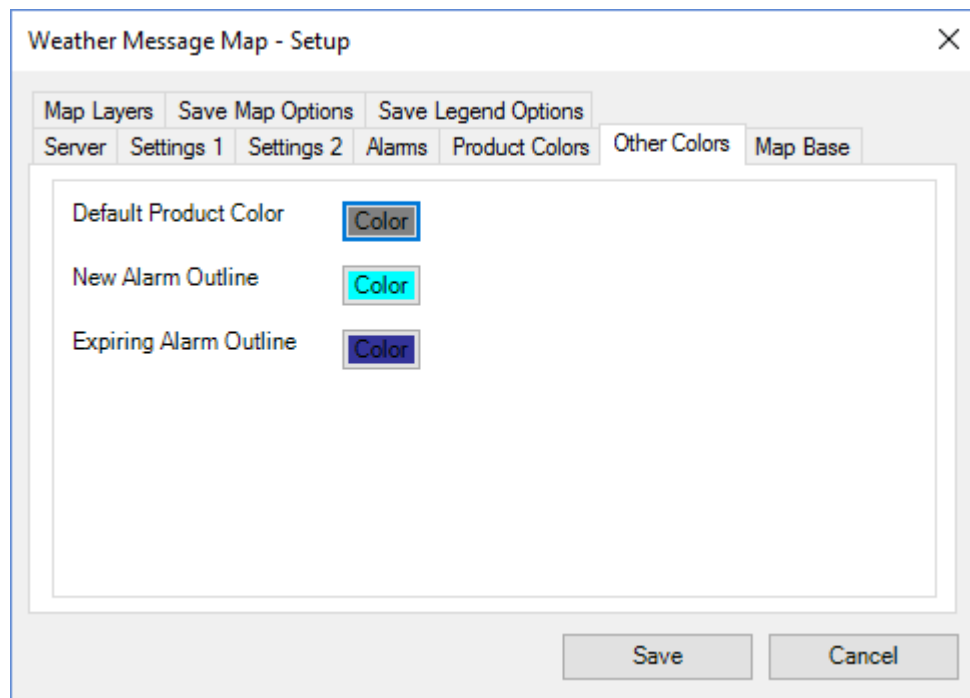 Weather Message Map - Setup
Map Layers Save Map Options Save Legend Options
Server Settings 1 Settings 2 Alarms Product Colors Other Colors Map Base
Default Product Color Color
New Alarm Outline Color
Expiring Alarm Outline Color
Save Cancel